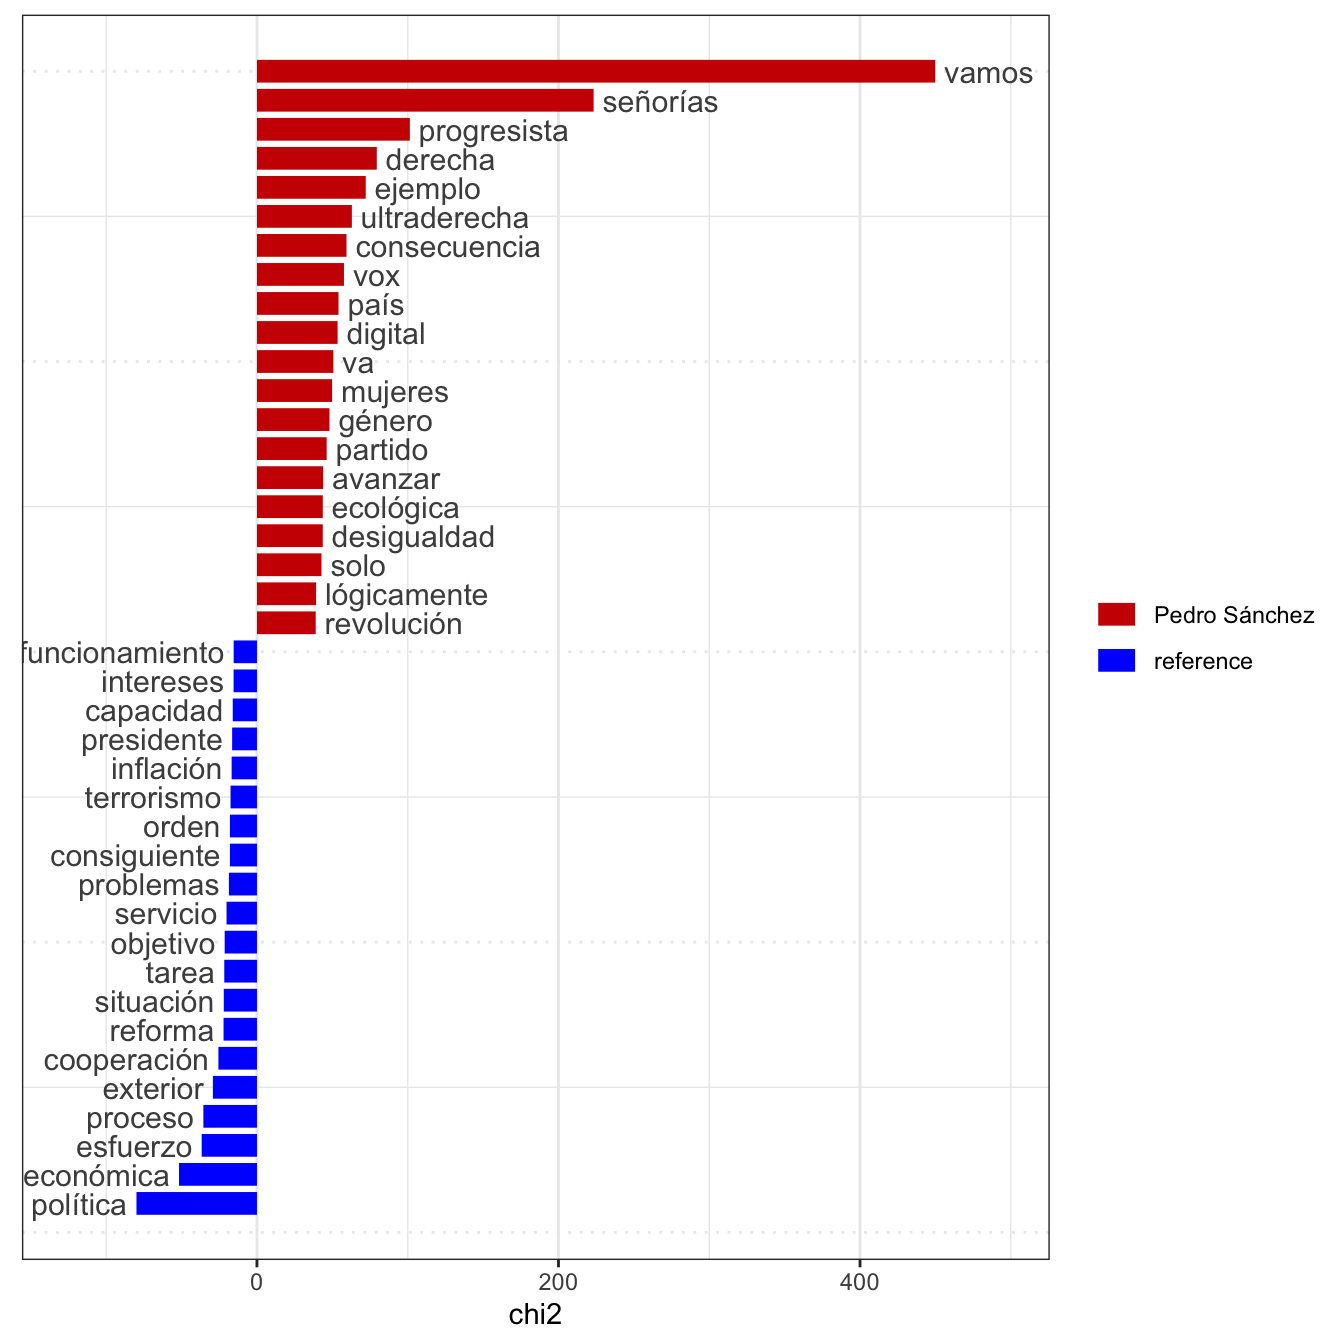 vamos
señorías
progresista
derecha
ejemplo
ultraderecha
consecuencia
vox
país
digital
va
mujeres
género
partido
avanzar
ecológica
desigualdad
solo
lógicamente
revolución
funcionamiento
intereses
capacidad
presidente
inflación
terrorismo
orden
consiguiente
problemas
servicio
objetivo
tarea
situación
reforma
cooperación
exterior
proceso
esfuerzo
económica
política
0 200 400
chi2
Pedro Sánchez
reference